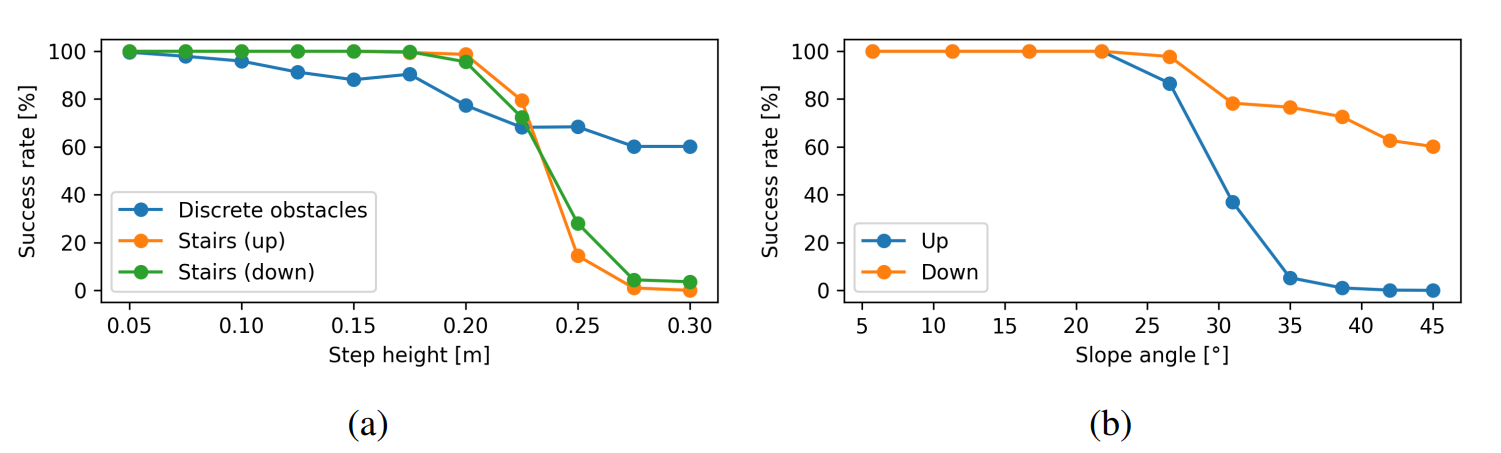 100
80
60
40
20
0
Success rate [%]
Discrete obstacles
Stairs (up)
Stairs (down)
0.05 0.10 0.15 0.20 0.25 0.30
Step height [m]
(a)
100
80
60
40
20
0
Success rate [%]
Up
Down
5 10 15 20 25 30 35 40 45
Slope angle [°]
(b)